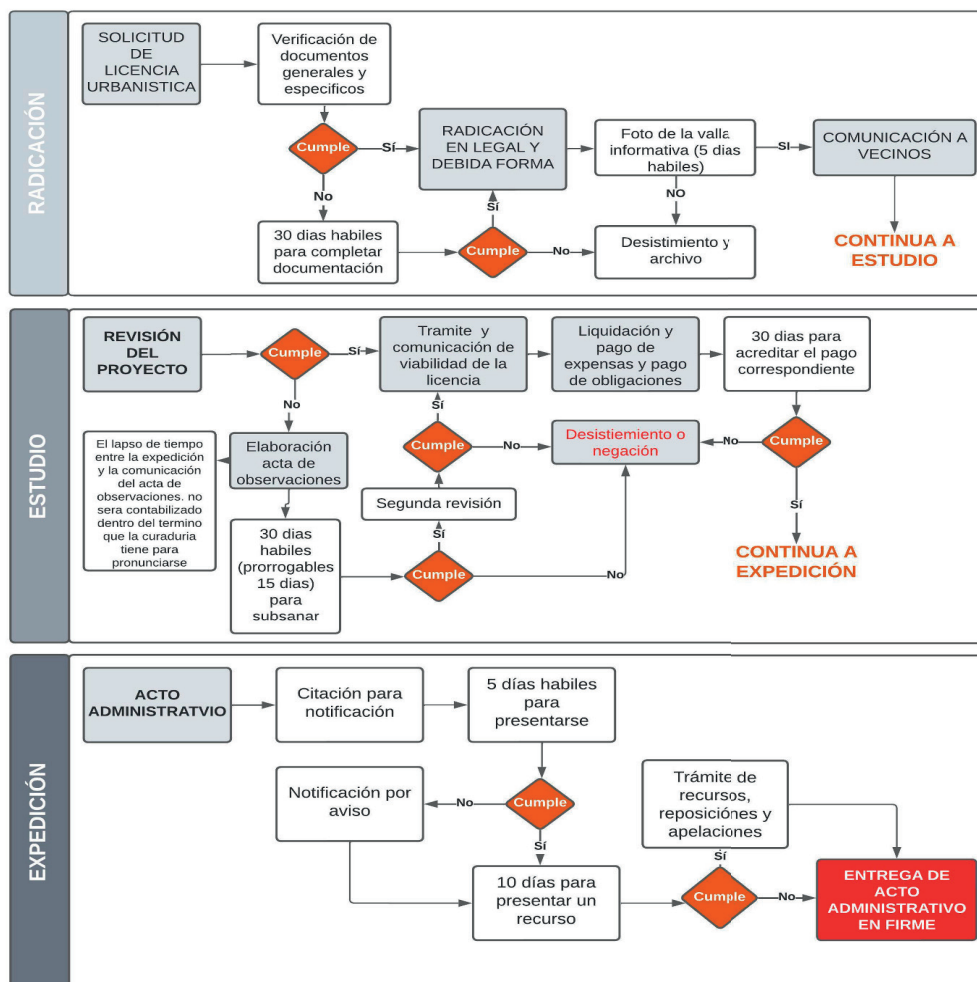 RADICACIÓN
SOLICITUD
DE
LICENCIA
URBANISTICA
Verificación de
documentos
generales y
especificos
Cumple
Sí
No
RADICACIÓN
EN LEGAL Y
DEBIDA FORMA
Foto de la valla
informativa (5 dias
habiles)
SI
COMUNICACIÓN A
VECINOS
NO
30 dias habiles
para completar
documentación
Cumple
Sí
No
Desistimiento y
archivo
CONTINUA A
ESTUDIO
ESTUDIO
REVISIÓN
DEL
PROYECTO
Cumple
Sí
No
Tramite y
comunicación de
viabilidad de la
licencia
Liquidación y
pago de
expensas y pago
de obligaciones
30 dias para
acreditar el pago
correspondiente
El lapso de tiempo
entre la expedición
y la comunicación
del acta de
observaciones. no
sera contabilizado
dentro del termino
que la curaduria
tiene para
pronunciarse
Elaboración
acta de
observaciones
Sí
Cumple
No
Desistiemiento o
negación
No
Cumple
Sí
Segunda revisión
Sí
30 dias
habiles
(prorrogables
15 dias)
para
subsanar
Cumple
No
CONTINUA A
EXPEDICIÓN
EXPEDICIÓN
ACTO
ADMINISTRATVIO
Citación para
notificación
5 días habiles
para
presentarse
Notificación por
aviso
No
Cumple
Sí
Trámite de
recursos,
reposiciónes y
apelaciones
Sí
10 días para
presentar un
recurso
Cumple
No
ENTREGA DE
ACTO
ADMINISTRATIVO
EN FIRME